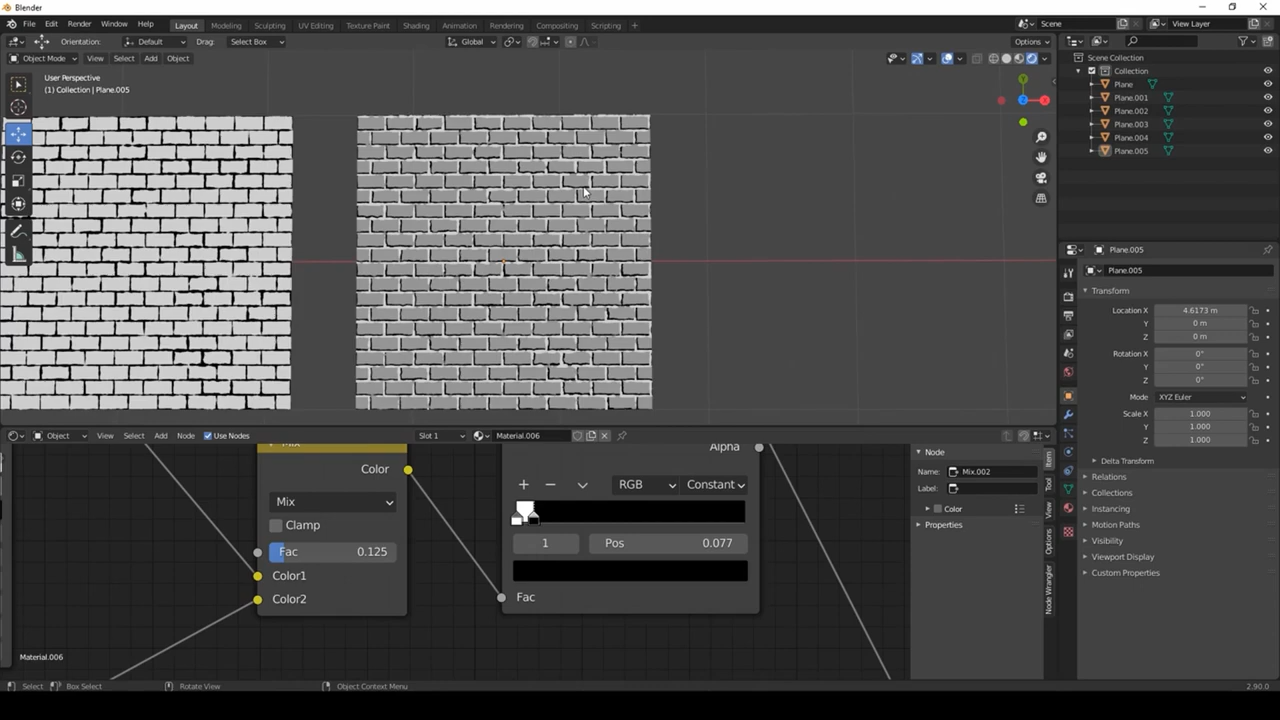 Blender
File Edit Render Window Help Layout Modeling Sculpting UV Editing Texture Paint Shading Animation Rendering Compositing Scripting + Scene View Layer
Orientation: Default Drag: Select Box Global Options
Object Mode View Select Add Object
User Perspective
(1) Collection | Plane.005
Scene Collection
Collection
Plane
Plane.001
Plane.002
Plane.003
Plane.004
Plane.005
Plane.005
Plane.005
Transform
Location X 4.6173 m
Y 0 m
Z 0 m
Rotation X 0°
Y 0°
Z 0°
Mode XYZ Euler
Scale X 1.000
Y 1.000
Z 1.000
Delta Transform
Relations
Collections
Instancing
Motion Paths
Visibility
Viewport Display
Custom Properties
Object View Select Add Node Use Nodes Slot 1 Material.006
Color
Mix
Clamp
Fac 0.125
Color1
Color2
Alpha
+ − RGB Constant
1 Pos 0.077
Fac
Node
Name: Mix.002
Label:
Color
Properties
Item
Tool
View
Options
Node Wrangler
Material.006
Select Box Select Rotate View Object Context Menu 2.90.0